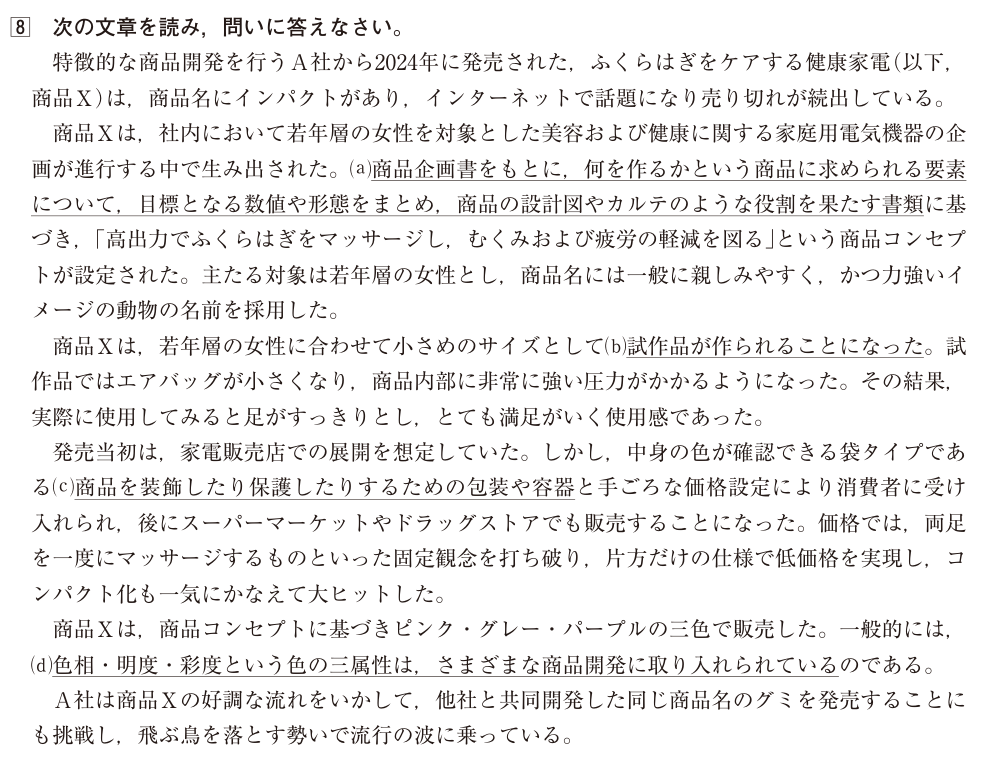 8 次の文章を読み，問いに答えなさい。
特徴的な商品開発を行うＡ社から2024年に発売された，ふくらはぎをケアする健康家電（以下，
商品Ｘ）は，商品名にインパクトがあり，インターネットで話題になり売り切れが続出している。
商品Ｘは，社内において若年層の女性を対象とした美容および健康に関する家庭用電気機器の企
画が進行する中で生み出された。(a)商品企画書をもとに，何を作るかという商品に求められる要素
について，目標となる数値や形態をまとめ，商品の設計図やカルテのような役割を果たす書類に基
づき，「高出力でふくらはぎをマッサージし，むくみおよび疲労の軽減を図る」という商品コンセプ
トが設定された。主たる対象は若年層の女性とし，商品名には一般に親しみやすく，かつ力強いイ
メージの動物の名前を採用した。
商品Ｘは，若年層の女性に合わせて小さめのサイズとして(b)試作品が作られることになった。試
作品ではエアバッグが小さくなり，商品内部に非常に強い圧力がかかるようになった。その結果，
実際に使用してみると足がすっきりとし，とても満足がいく使用感であった。
発売当初は，家電販売店での展開を想定していた。しかし，中身の色が確認できる袋タイプであ
る(c)商品を装飾したり保護したりするための包装や容器と手ごろな価格設定により消費者に受け
入れられ，後にスーパーマーケットやドラッグストアでも販売することになった。価格では，両足
を一度にマッサージするものといった固定観念を打ち破り，片方だけの仕様で低価格を実現し，コ
ンパクト化も一気にかなえて大ヒットした。
商品Ｘは，商品コンセプトに基づきピンク・グレー・パープルの三色で販売した。一般的には，
(d)色相・明度・彩度という色の三属性は，さまざまな商品開発に取り入れられているのである。
Ａ社は商品Ｘの好調な流れをいかして，他社と共同開発した同じ商品名のグミを発売することに
も挑戦し，飛ぶ鳥を落とす勢いで流行の波に乗っている。